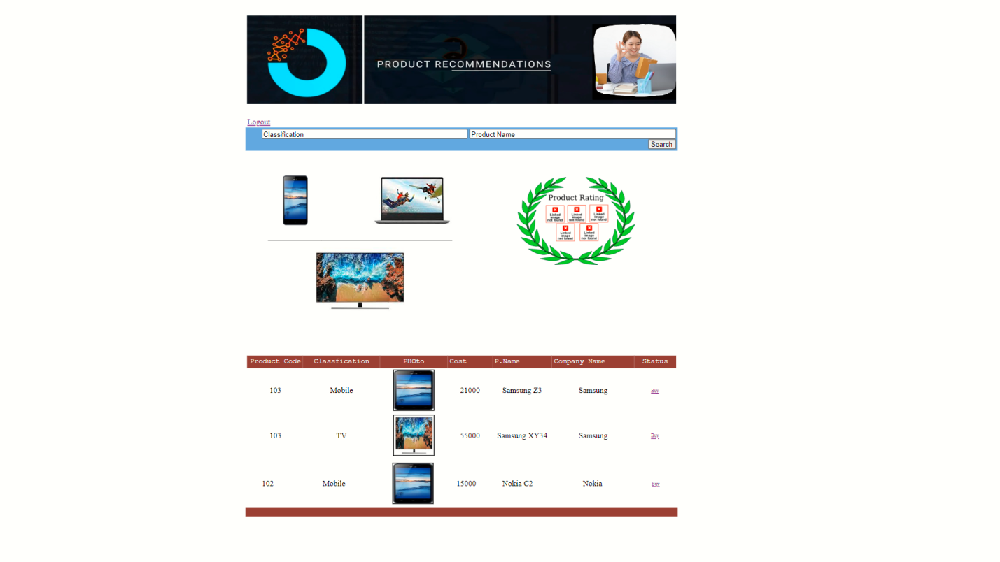 PRODUCT RECOMMENDATIONS
Logout
Classification Product Name
Search
Product Rating
Linked image not found Linked image not found Linked image not found
Linked image not found Linked image not found
Product Code Classfication PHOto Cost P.Name Company Name Status
103 Mobile 21000 Samsung Z3 Samsung Buy
103 TV 55000 Samsung XY34 Samsung Buy
102 Mobile 15000 Nokia C2 Nokia Buy